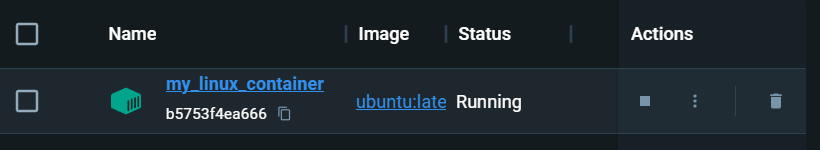 Name Image Status Actions
my_linux_container
b5753f4ea666 ubuntu:late Running